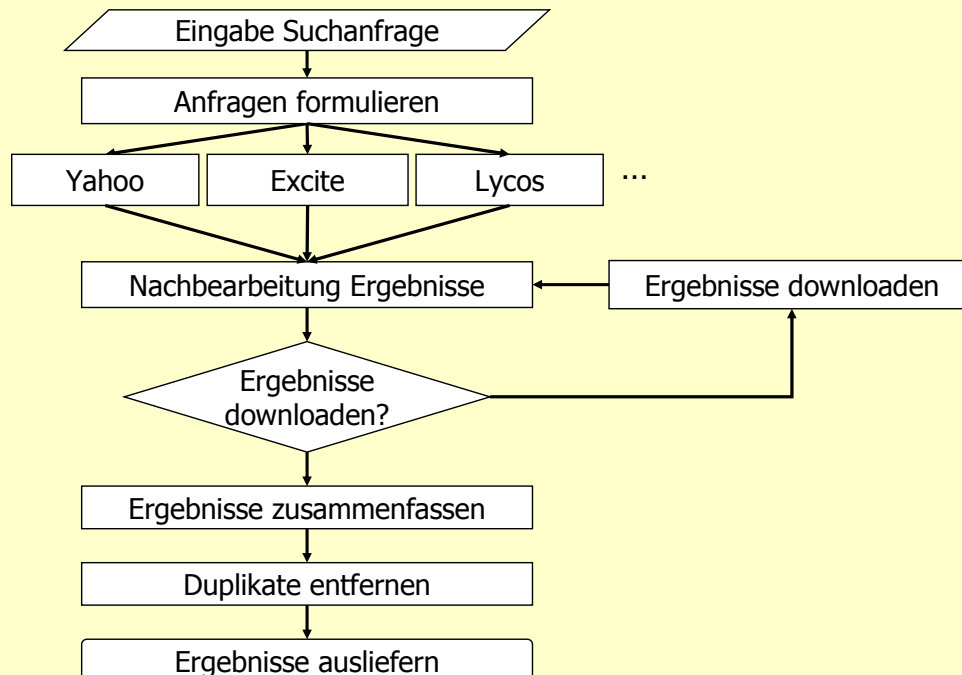 Eingabe Suchanfrage
Anfragen formulieren
Yahoo
Excite
Lycos
...
Nachbearbeitung Ergebnisse
Ergebnisse downloaden
Ergebnisse
downloaden?
Ergebnisse zusammenfassen
Duplikate entfernen
Ergebnisse ausliefern